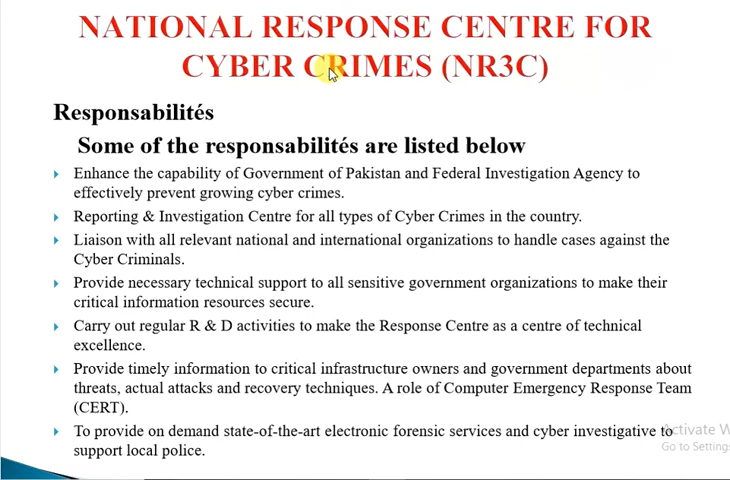 NATIONAL RESPONSE CENTRE FOR
CYBER CRIMES (NR3C)
Responsabilités
Some of the responsabilités are listed below
Enhance the capability of Government of Pakistan and Federal Investigation Agency to
effectively prevent growing cyber crimes.
Reporting & Investigation Centre for all types of Cyber Crimes in the country.
Liaison with all relevant national and international organizations to handle cases against the
Cyber Criminals.
Provide necessary technical support to all sensitive government organizations to make their
critical information resources secure.
Carry out regular R & D activities to make the Response Centre as a centre of technical
excellence.
Provide timely information to critical infrastructure owners and government departments about
threats, actual attacks and recovery techniques. A role of Computer Emergency Response Team
(CERT).
To provide on demand state-of-the-art electronic forensic services and cyber investigative to
support local police.
Activate W
Go to Settings